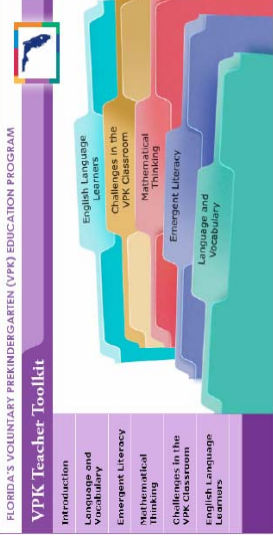 FLORIDA'S VOLUNTARY PREKINDERGARTEN (VPK) EDUCATION PROGRAM
VPK Teacher Toolkit
Introduction
Language and
Vocabulary
Emergent Literacy
Mathematical
Thinking
Challenges in the
VPK Classroom
English Language
Learners
English Language
Learners
Challenges in the
VPK Classroom
Mathematical
Thinking
Emergent Literacy
Language and
Vocabulary